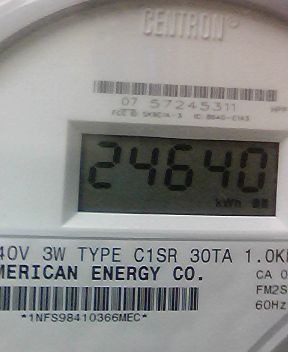 CENTRON
07 57245311
24640
kWh
40V 3W TYPE C1SR 30TA 1.0K
MERICAN ENERGY CO.
CA 0
FM2S
60Hz
*1NFS98410366MEC*